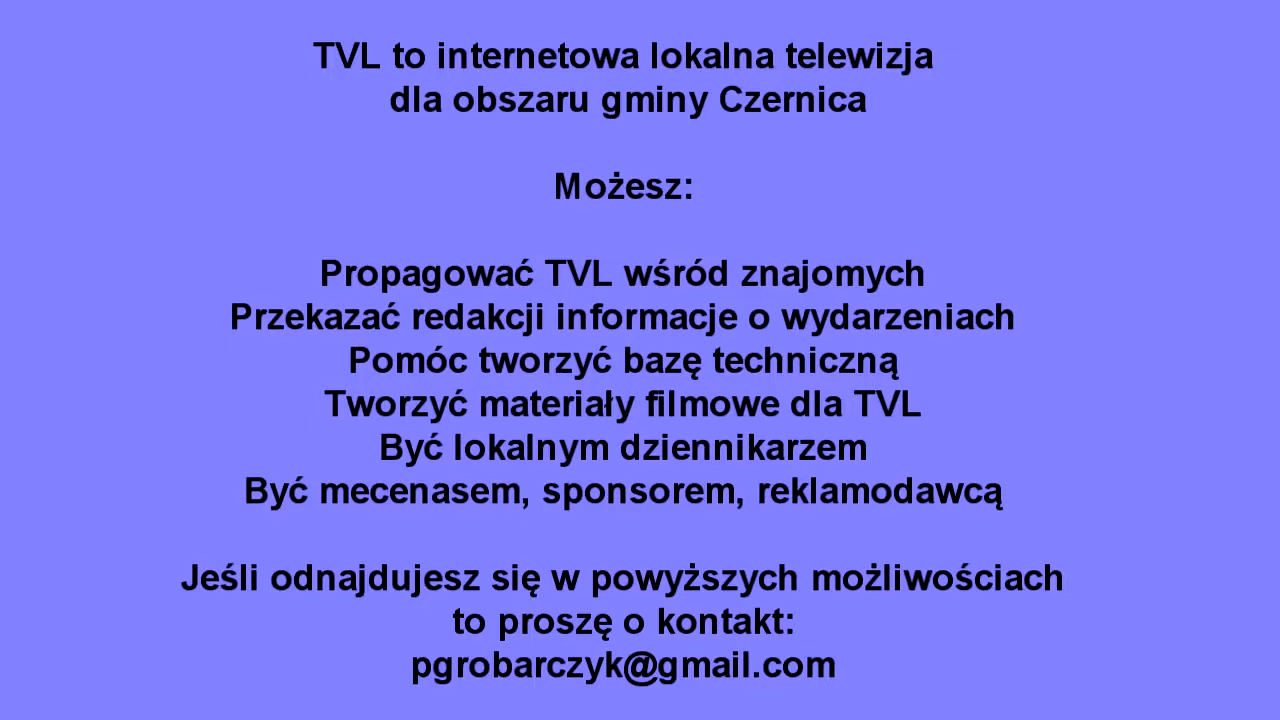 TVL to internetowa lokalna telewizja
dla obszaru gminy Czernica
Możesz:
Propagować TVL wśród znajomych
Przekazać redakcji informacje o wydarzeniach
Pomóc tworzyć bazę techniczną
Tworzyć materiały filmowe dla TVL
Być lokalnym dziennikarzem
Być mecenasem, sponsorem, reklamodawcą
Jeśli odnajdujesz się w powyższych możliwościach
to proszę o kontakt:
pgrobarczyk@gmail.com